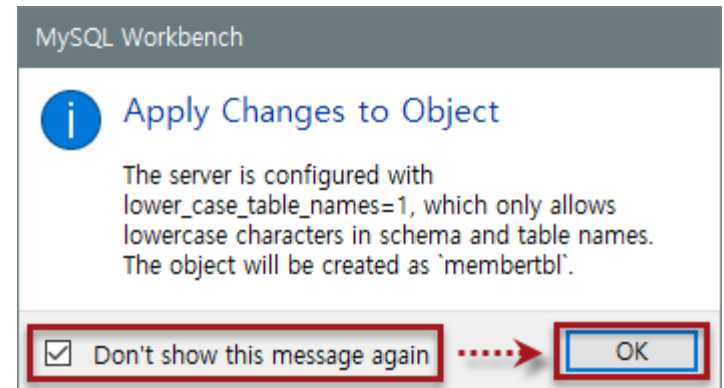 MySQL Workbench
Apply Changes to Object
The server is configured with
lower_case_table_names=1, which only allows
lowercase characters in schema and table names.
The object will be created as `membertbl`.
Don't show this message again
OK